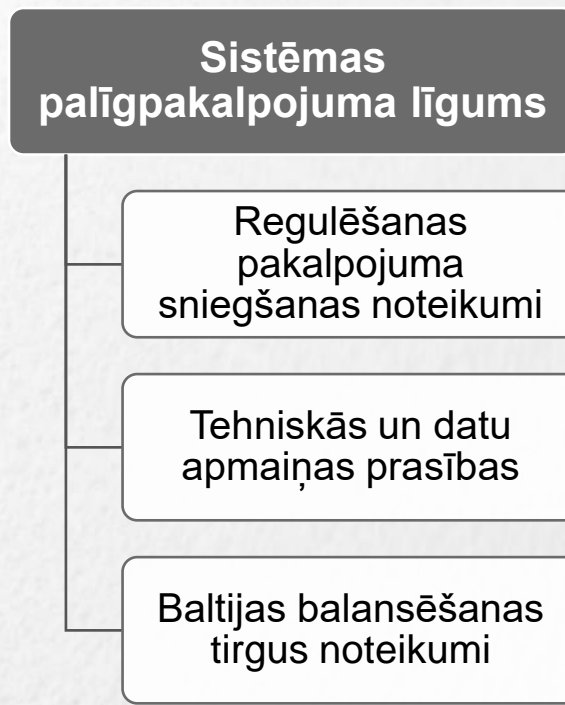 Sistēmas
palīgpakalpojuma līgums
Regulēšanas
pakalpojuma
sniegšanas noteikumi
Tehniskās un datu
apmaiņas prasības
Baltijas balansēšanas
tirgus noteikumi